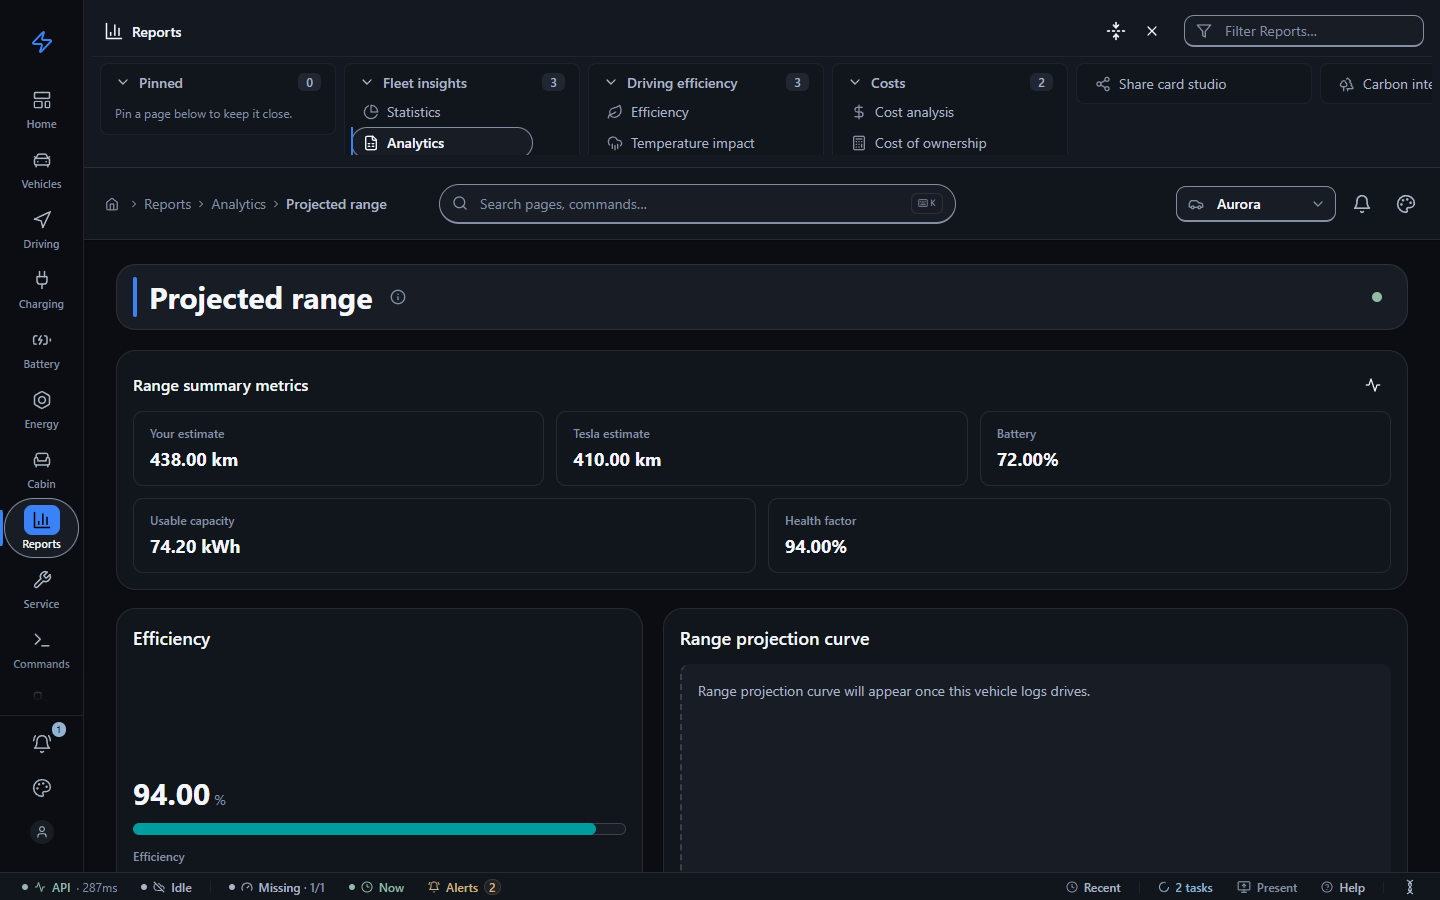 Reports
Filter Reports...
Pinned 0
Pin a page below to keep it close.
Fleet insights 3
Statistics
Analytics
Driving efficiency 3
Efficiency
Temperature impact
Costs 2
Cost analysis
Cost of ownership
Share card studio
Carbon inte
Home
Vehicles
Driving
Charging
Battery
Energy
Cabin
Reports
Service
Commands
1
Reports > Analytics > Projected range
Search pages, commands...
K
Aurora
Projected range
Range summary metrics
Your estimate
438.00 km
Tesla estimate
410.00 km
Battery
72.00%
Usable capacity
74.20 kWh
Health factor
94.00%
Efficiency
94.00 %
Efficiency
Range projection curve
Range projection curve will appear once this vehicle logs drives.
API · 287ms
Idle
Missing · 1/1
Now
Alerts 2
Recent
2 tasks
Present
Help